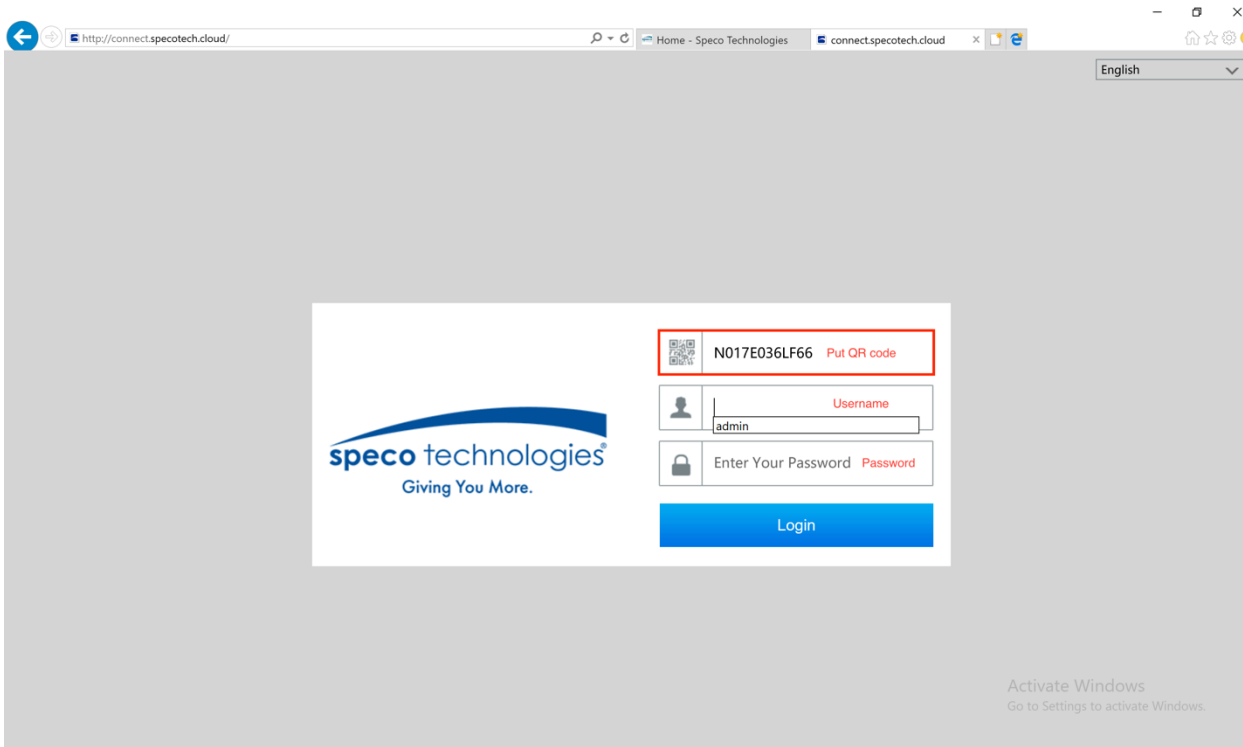 http://connect.specotech.cloud/
Home - Speco Technologies
connect.specotech.cloud
English
N017E036LF66 Put QR code
Username
admin
Enter Your Password Password
Login
speco technologies®
Giving You More.
Activate Windows
Go to Settings to activate Windows.